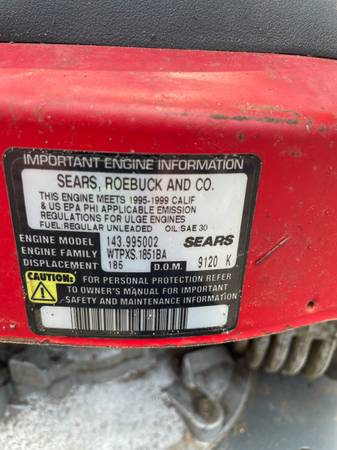 IMPORTANT ENGINE INFORMATION
SEARS, ROEBUCK AND CO.
THIS ENGINE MEETS 1995-1999 CALIF
& US EPA PHI APPLICABLE EMISSION
REGULATIONS FOR ULGE ENGINES
FUEL:REGULAR UNLEADED OIL:SAE 30
ENGINE MODEL 143.995002 SEARS
ENGINE FAMILY WTPXS.1851BA
DISPLACEMENT 185 D.O.M. 9120 K
CAUTION: FOR PERSONAL PROTECTION REFER
TO OWNER'S MANUAL FOR IMPORTANT
SAFETY AND MAINTENANCE INFORMATION